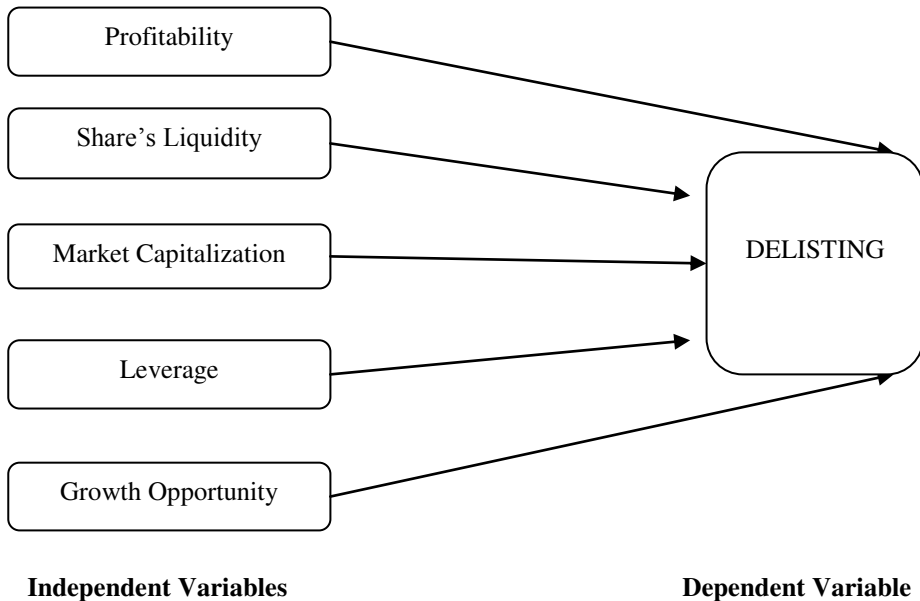 Profitability
Share’s Liquidity
Market Capitalization
DELISTING
Leverage
Growth Opportunity
Independent Variables
Dependent Variable